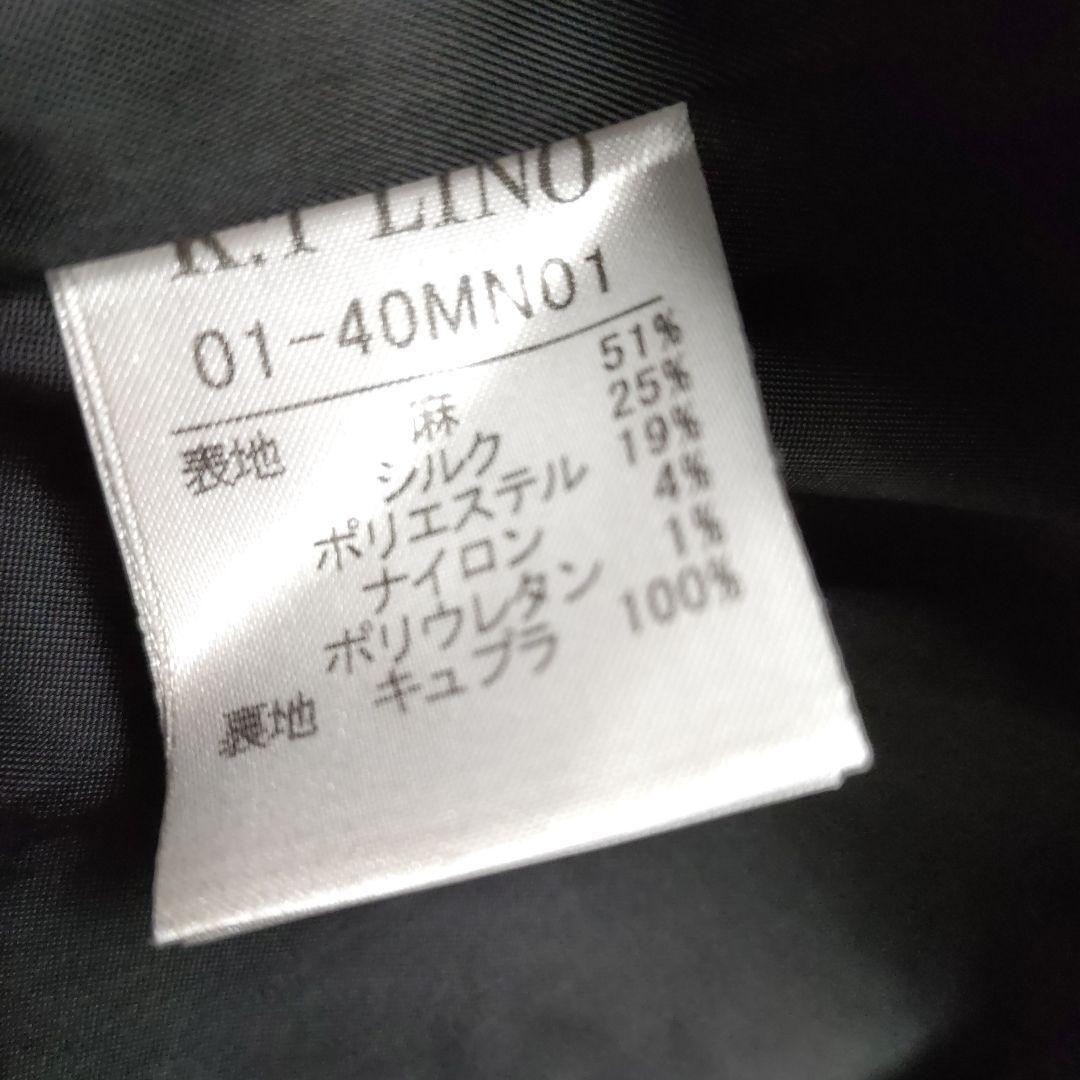 K.T LINO
01-40MN01
表地 麻 51%
シルク 25%
ポリエステル 19%
ナイロン 4%
ポリウレタン 1%
裏地 キュプラ 100%